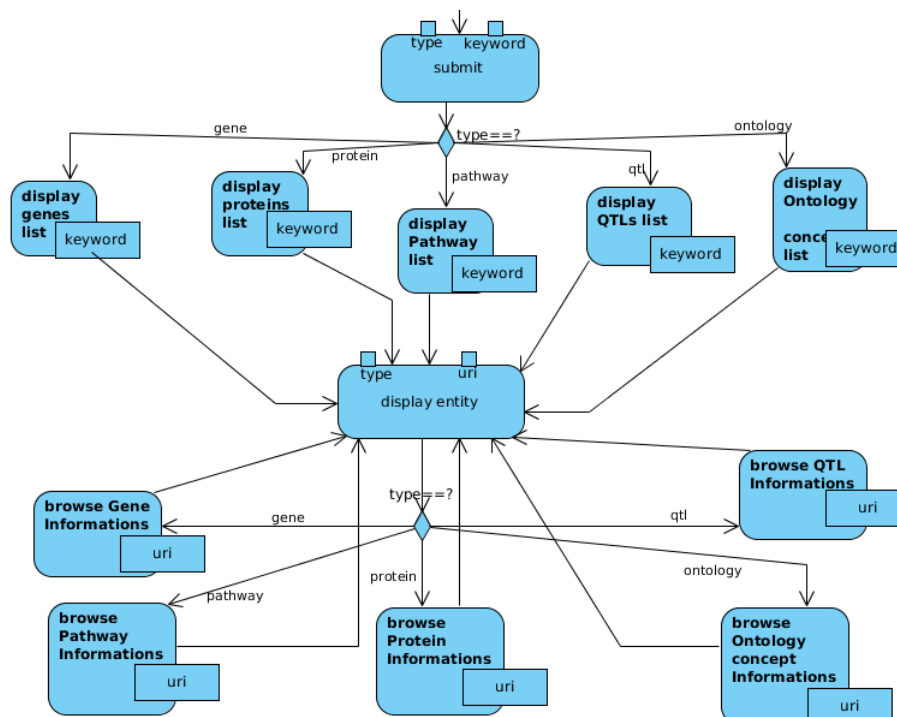 type keyword
submit
type==?
gene
protein
pathway
qtl
ontology
display
genes
list
keyword
display
proteins
list
keyword
display
Pathway
list
keyword
display
QTLs list
keyword
display
Ontology
conce
list
keyword
type uri
display entity
type==?
gene
qtl
pathway
protein
ontology
browse Gene
Informations
uri
browse QTL
Informations
uri
browse
Pathway
Informations
uri
browse
Protein
Informations
uri
browse
Ontology
concept
Informations
uri